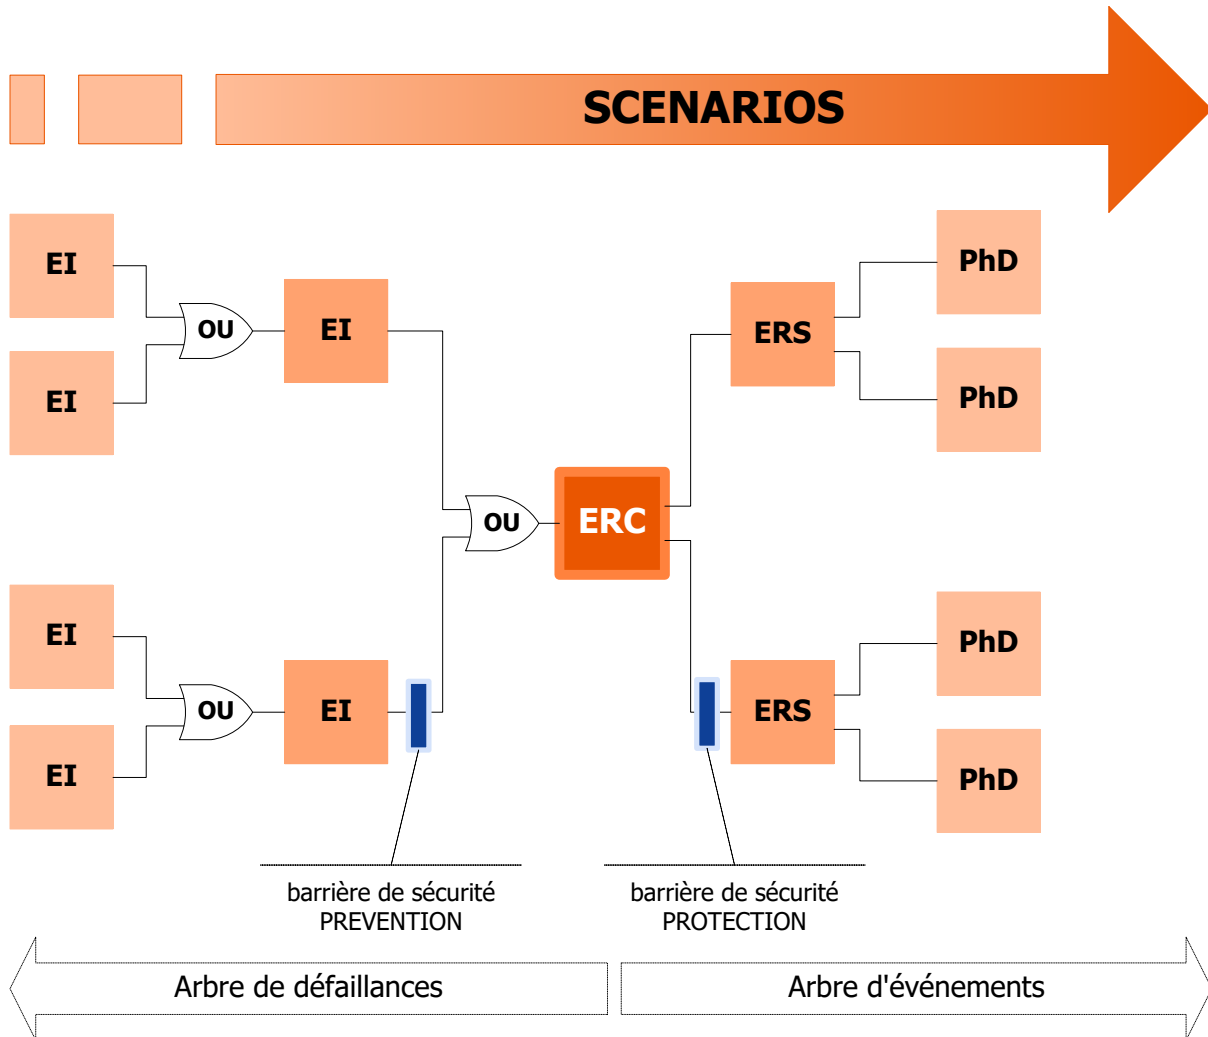 SCENARIOS
EI
EI
OU
EI
EI
EI
OU
EI
OU
ERC
ERS
PhD
PhD
ERS
PhD
PhD
barrière de sécurité
PREVENTION
barrière de sécurité
PROTECTION
Arbre de défaillances
Arbre d'événements